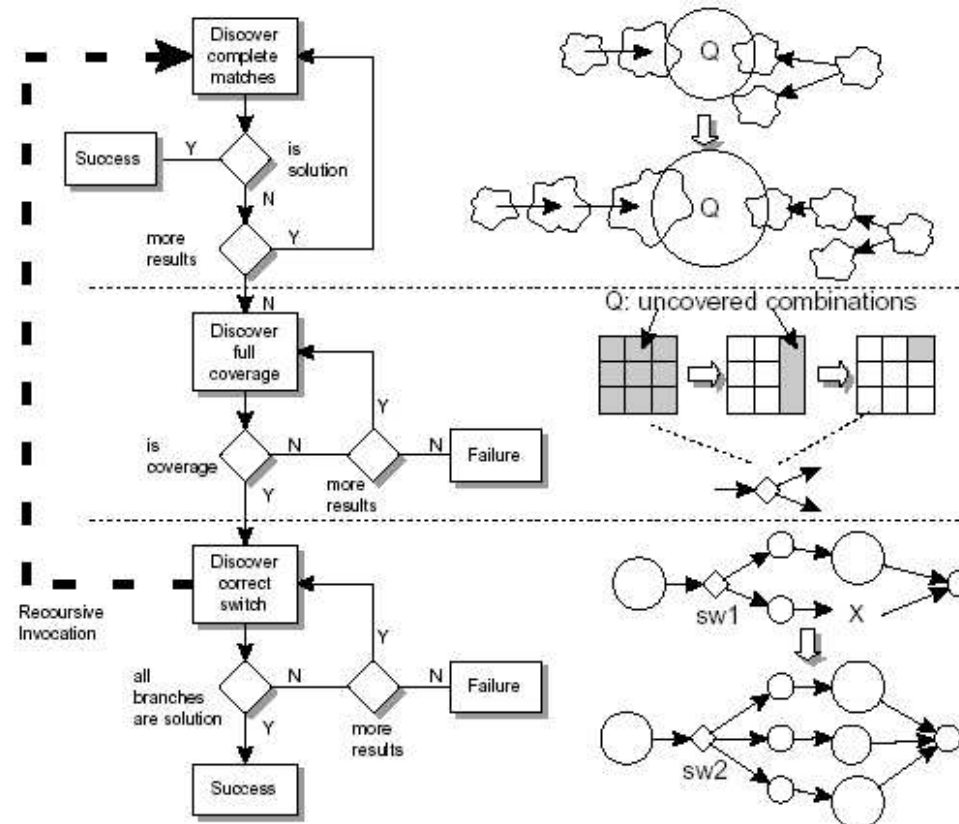 Discover
complete
matches
Success
Y
is
solution
N
more
results
Y
N
Q
Q
Discover
full
coverage
Y
is
coverage
N
N
Failure
more
results
Y
Q: uncovered combinations
Discover
correct
switch
Recoursive
Invocation
Y
all
branches
are solution
N
N
Failure
more
results
Y
Success
sw1
X
sw2